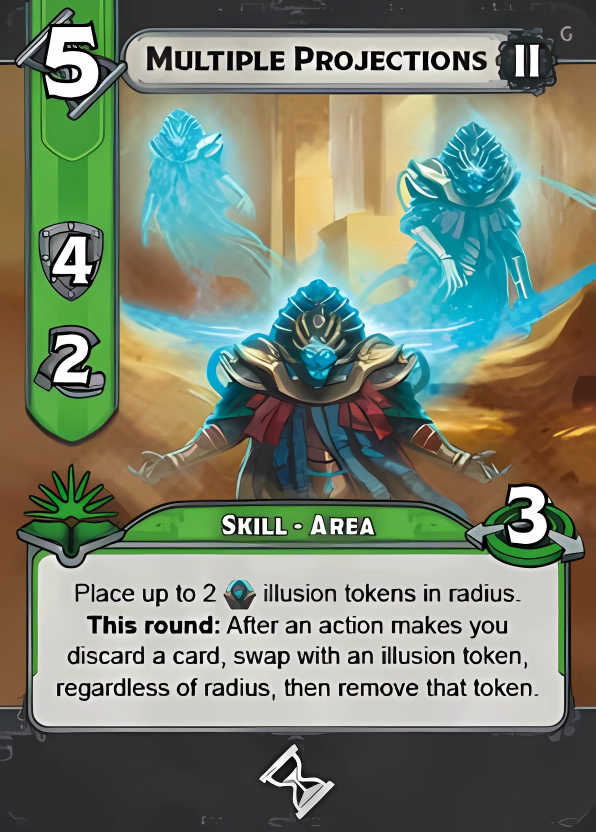 5
MULTIPLE PROJECTIONS
II
G
4
2
SKILL - AREA
3
Place up to 2 illusion tokens in radius.
This round: After an action makes you
discard a card, swap with an illusion token,
regardless of radius, then remove that token.